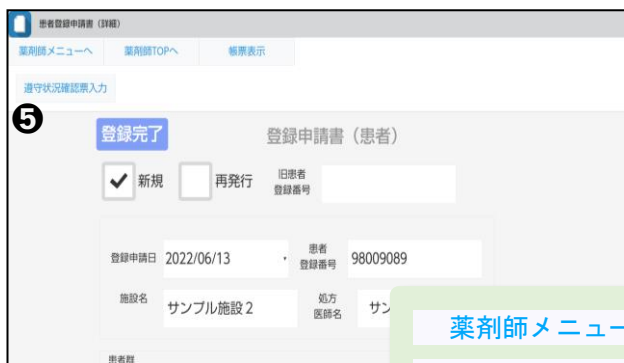 患者登録申請書（詳細）
薬剤師メニューへ 薬剤師TOPへ 帳票表示
遵守状況確認票入力
❺
登録完了 登録申請書（患者）
新規 再発行 旧患者
登録番号
登録申請日 2022/06/13 患者
登録番号 98009089
施設名 サンプル施設2 処方
医師名 サン
患者群
薬剤師メニュー